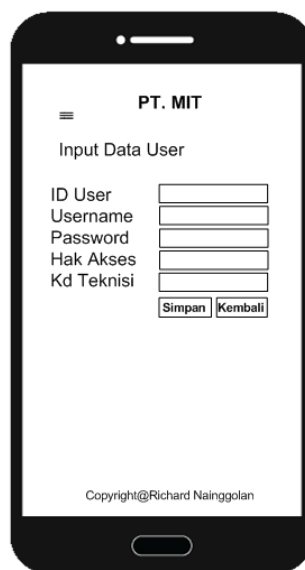 PT. MIT
Input Data User
ID User
Username
Password
Hak Akses
Kd Teknisi
Simpan Kembali
Copyright@Richard Nainggolan